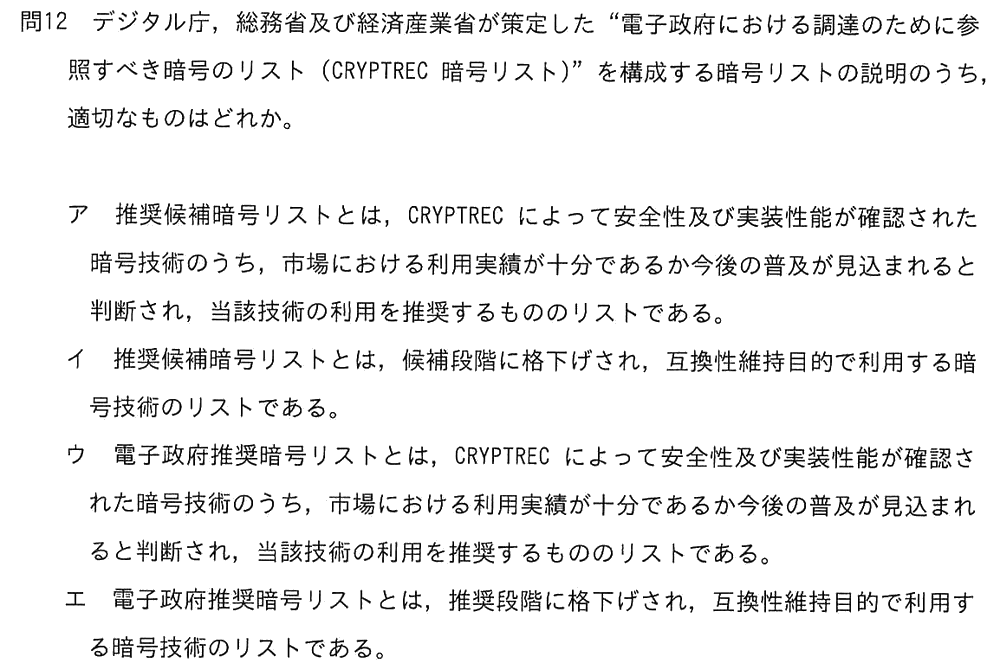 問12 デジタル庁，総務省及び経済産業省が策定した“電子政府における調達のために参
照すべき暗号のリスト（CRYPTREC 暗号リスト）”を構成する暗号リストの説明のうち，
適切なものはどれか。
ア 推奨候補暗号リストとは，CRYPTREC によって安全性及び実装性能が確認された
暗号技術のうち，市場における利用実績が十分であるか今後の普及が見込まれると
判断され，当該技術の利用を推奨するもののリストである。
イ 推奨候補暗号リストとは，候補段階に格下げされ，互換性維持目的で利用する暗
号技術のリストである。
ウ 電子政府推奨暗号リストとは，CRYPTREC によって安全性及び実装性能が確認さ
れた暗号技術のうち，市場における利用実績が十分であるか今後の普及が見込まれ
ると判断され，当該技術の利用を推奨するもののリストである。
エ 電子政府推奨暗号リストとは，推奨段階に格下げされ，互換性維持目的で利用す
る暗号技術のリストである。